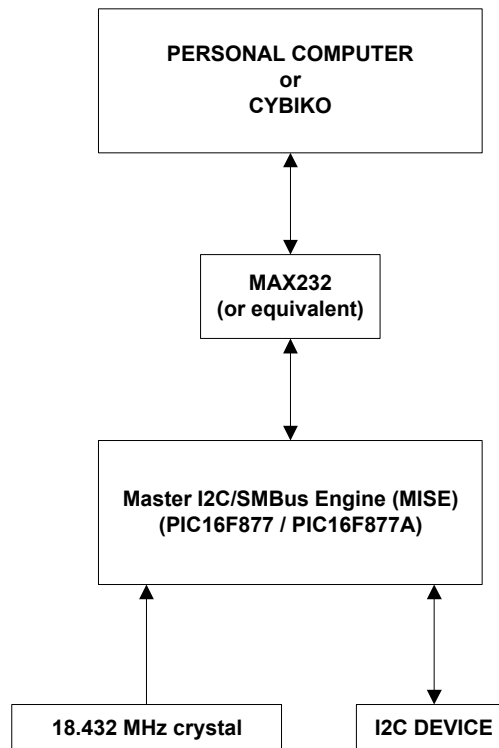 PERSONAL COMPUTER
or
CYBIKO
MAX232
(or equivalent)
Master I2C/SMBus Engine (MISE)
(PIC16F877 / PIC16F877A)
18.432 MHz crystal
I2C DEVICE